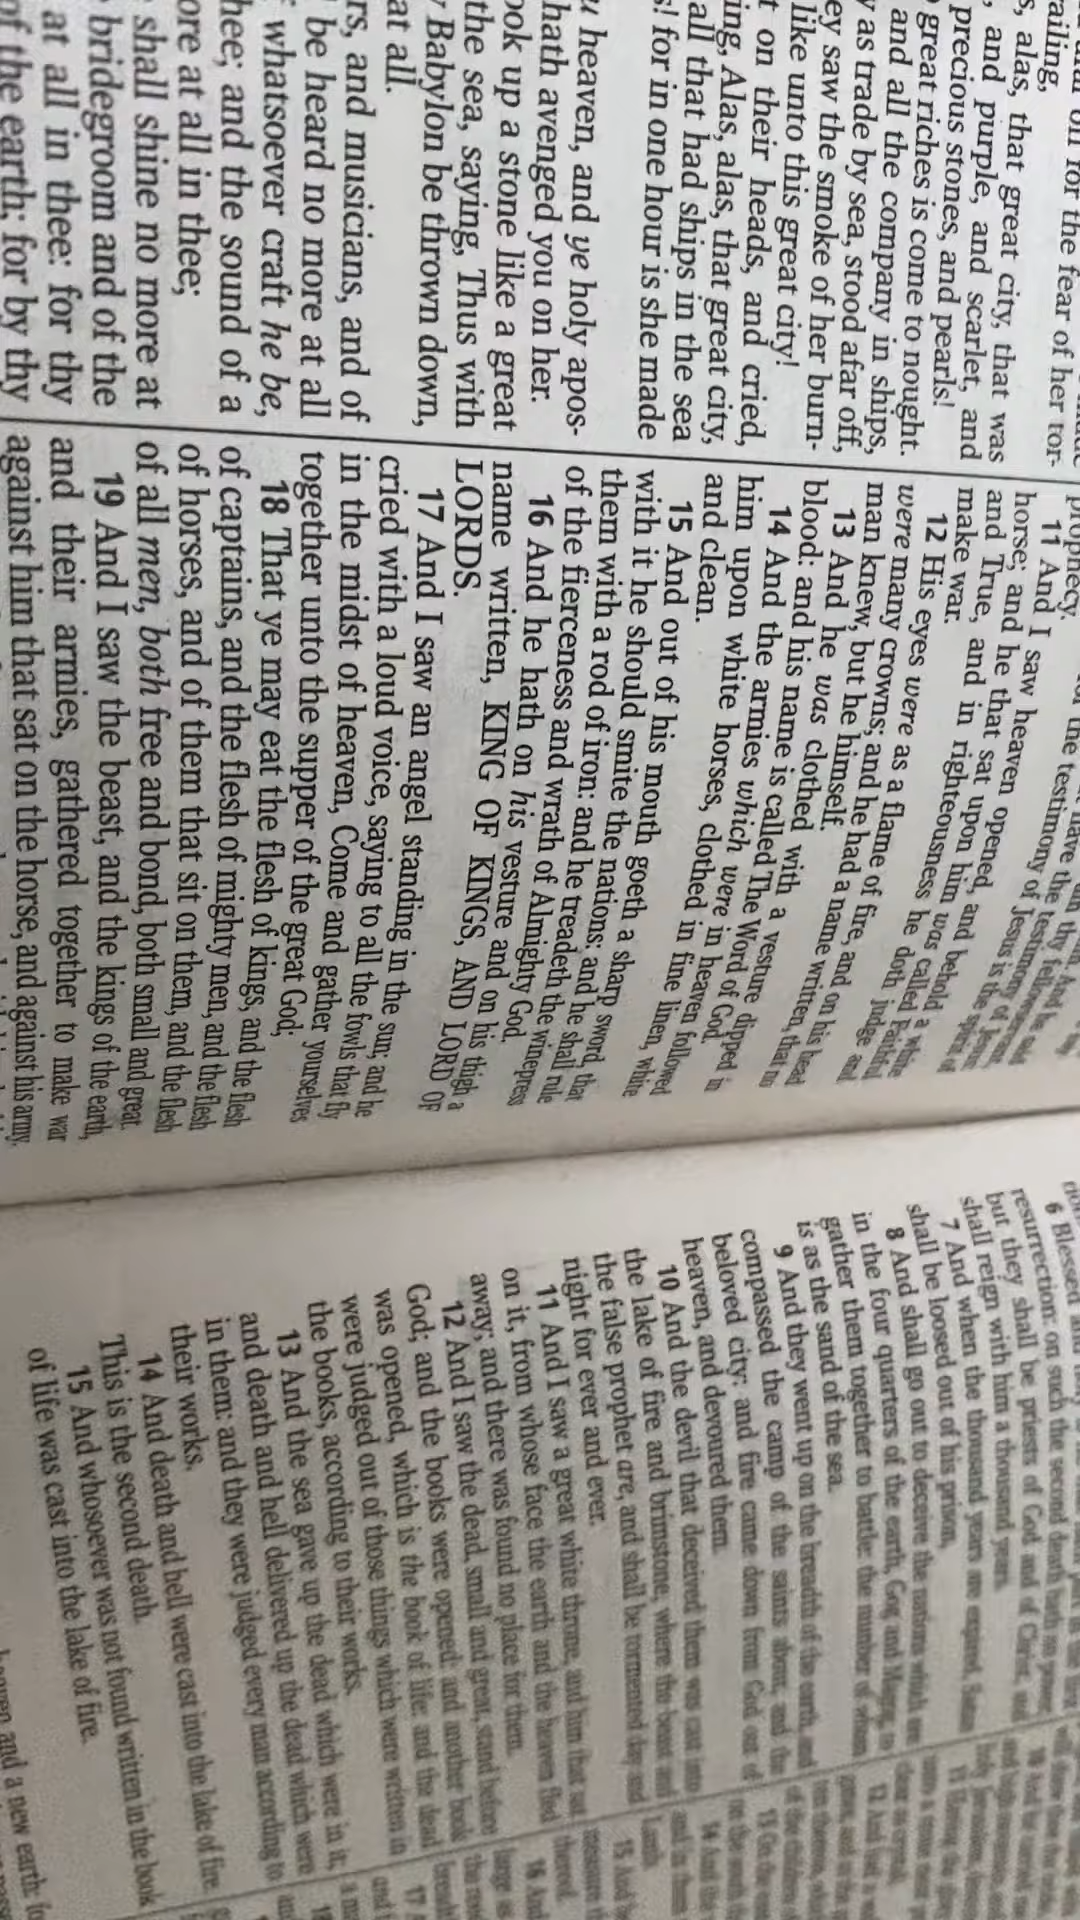 off for the fear of her tor-
ailing,
s, alas, that great city, that was
, and purple, and scarlet, and
precious stones, and pearls!
great riches is come to nought.
and all the company in ships,
y as trade by sea, stood afar off,
ey saw the smoke of her burn-
like unto this great city!
t on their heads, and cried,
ing, Alas, alas, that great city,
all that had ships in the sea
s! for in one hour is she made
u heaven, and ye holy apos-
hath avenged you on her.
ook up a stone like a great
the sea, saying, Thus with
y Babylon be thrown down,
at all.
rs, and musicians, and of
be heard no more at all
f whatsoever craft he be,
hee; and the sound of a
ore at all in thee;
shall shine no more at
bridegroom and of the
at all in thee: for thy
of the earth; for by thy
the testimony of Jesus is the spirit of
prophecy.
11 And I saw heaven opened, and behold a white
horse; and he that sat upon him was called Faithful
and True, and in righteousness he doth judge and
make war.
12 His eyes were as a flame of fire, and on his head
were many crowns; and he had a name written, that no
man knew, but he himself.
13 And he was clothed with a vesture dipped in
blood: and his name is called The Word of God.
14 And the armies which were in heaven followed
him upon white horses, clothed in fine linen, white
and clean.
15 And out of his mouth goeth a sharp sword, that
with it he should smite the nations: and he shall rule
them with a rod of iron: and he treadeth the winepress
of the fierceness and wrath of Almighty God.
16 And he hath on his vesture and on his thigh a
name written, KING OF KINGS, AND LORD OF
LORDS.
17 And I saw an angel standing in the sun; and he
cried with a loud voice, saying to all the fowls that fly
in the midst of heaven, Come and gather yourselves
together unto the supper of the great God;
18 That ye may eat the flesh of kings, and the flesh
of captains, and the flesh of mighty men, and the flesh
of horses, and of them that sit on them, and the flesh
of all men, both free and bond, both small and great.
19 And I saw the beast, and the kings of the earth,
and their armies, gathered together to make war
against him that sat on the horse, and against his army.
6 Blessed and
resurrection: on such the second death hath no power
but they shall be priests of God and of Christ, and
shall reign with him a thousand years.
7 And when the thousand years are expired, Satan
shall be loosed out of his prison,
8 And shall go out to deceive the nations which are
in the four quarters of the earth, Gog and Magog, to
gather them together to battle: the number of whom
is as the sand of the sea.
9 And they went up on the breadth of the earth, and
compassed the camp of the saints about, and the
beloved city: and fire came down from God out of
heaven, and devoured them.
10 And the devil that deceived them was cast into
the lake of fire and brimstone, where the beast and
the false prophet are, and shall be tormented day and
night for ever and ever.
11 And I saw a great white throne, and him that sat
on it, from whose face the earth and the heaven fled
away; and there was found no place for them.
12 And I saw the dead, small and great, stand before
God; and the books were opened: and another book
was opened, which is the book of life: and the dead
were judged out of those things which were written in
the books, according to their works.
13 And the sea gave up the dead which were in it;
and death and hell delivered up the dead which were
in them: and they were judged every man according to
their works.
14 And death and hell were cast into the lake of fire.
This is the second death.
15 And whosoever was not found written in the book
of life was cast into the lake of fire.
heaven and a new earth: fo